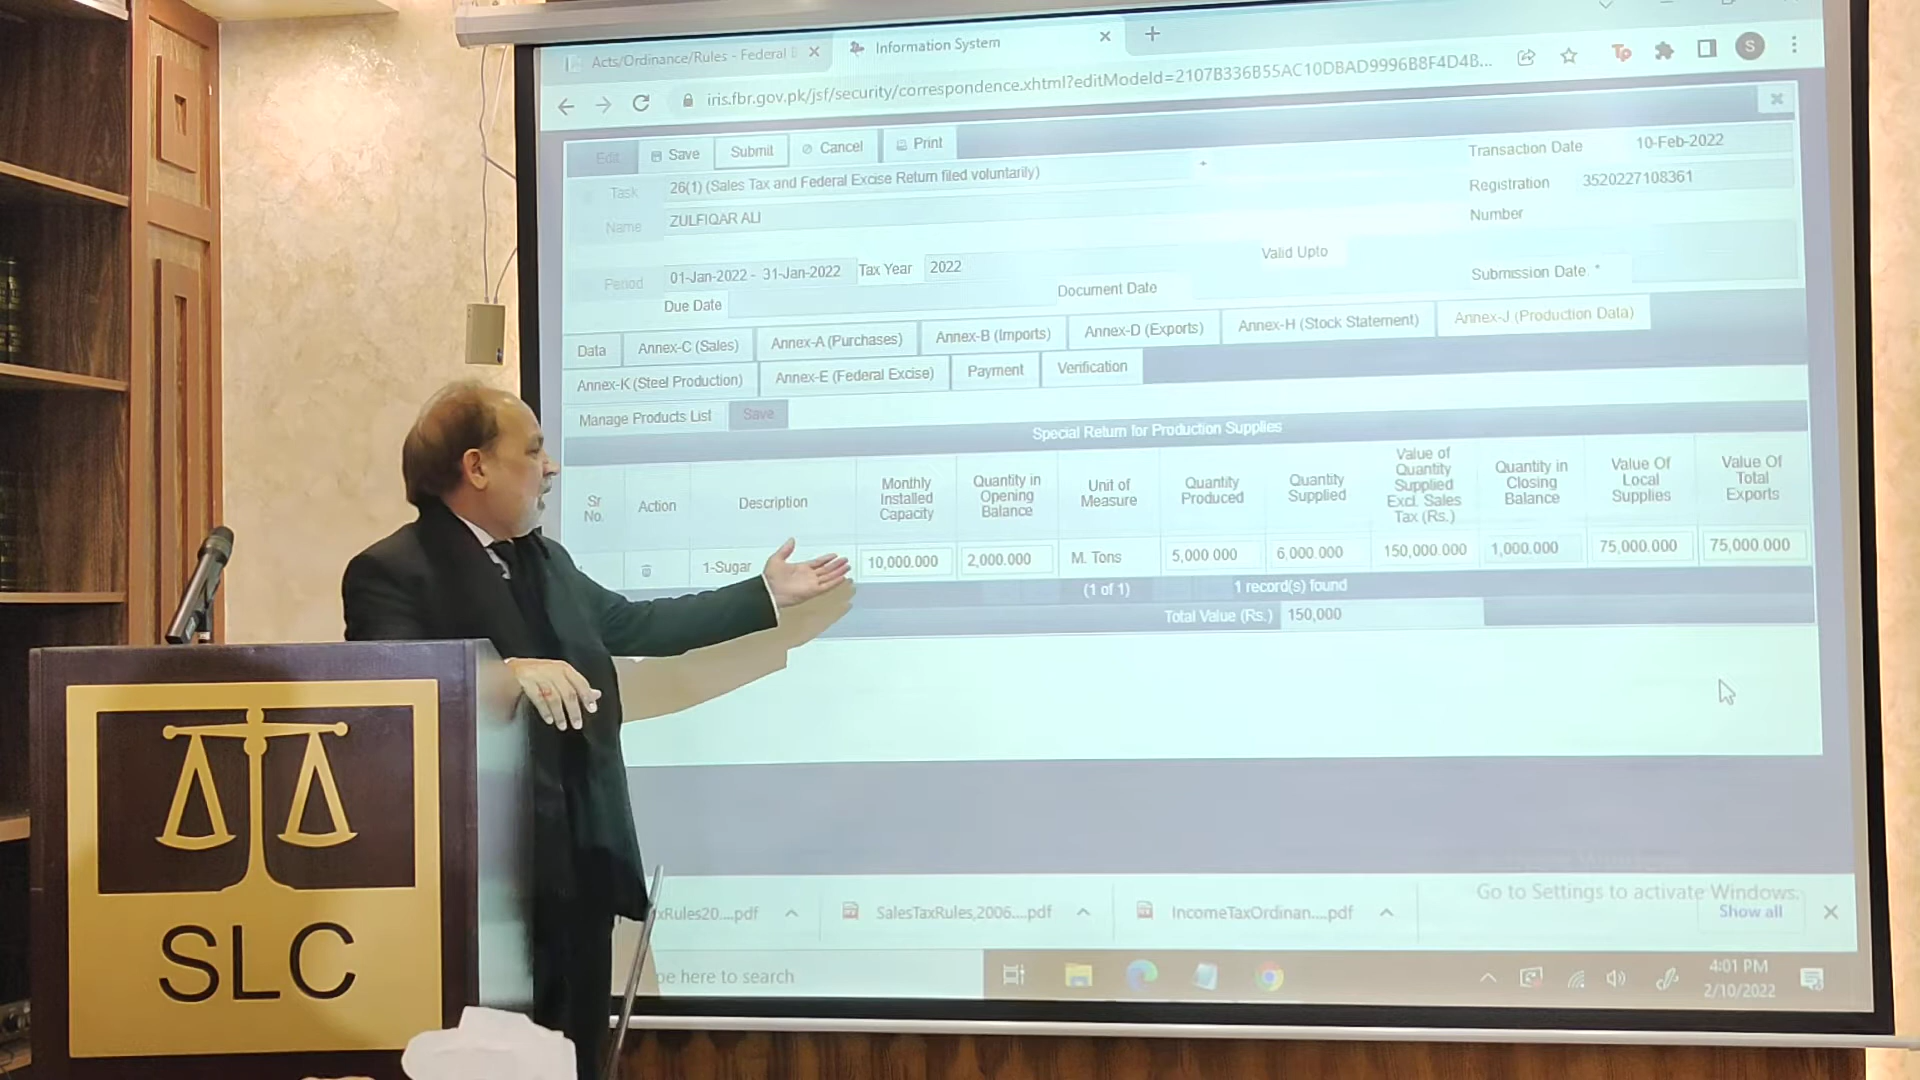 Acts/Ordinance/Rules - Federal B
Information System
iris.fbr.gov.pk/jsf/security/correspondence.xhtml?editModeId=2107B336B55AC10DBAD9996B8F4D4B...
S
Edit Save Submit Cancel Print
Transaction Date 10-Feb-2022
Task 26(1) (Sales Tax and Federal Excise Return filed voluntarily) *
Registration Number 3520227108361
Name ZULFIQAR ALI
Period 01-Jan-2022 - 31-Jan-2022 Tax Year 2022 Valid Upto
Due Date Document Date Submission Date *
Data Annex-C (Sales) Annex-A (Purchases) Annex-B (Imports) Annex-D (Exports) Annex-H (Stock Statement) Annex-J (Production Data)
Annex-K (Steel Production) Annex-E (Federal Excise) Payment Verification
Manage Products List Save
Special Return for Production Supplies
Sr No. Action Description Monthly Installed Capacity Quantity in Opening Balance Unit of Measure Quantity Produced Quantity Supplied Value of Quantity Supplied Excl. Sales Tax (Rs.) Quantity in Closing Balance Value Of Local Supplies Value Of Total Exports
1-Sugar 10,000.000 2,000.000 M. Tons 5,000.000 6,000.000 150,000.000 1,000.000 75,000.000 75,000.000
(1 of 1) 1 record(s) found
Total Value (Rs.) 150,000
Go to Settings to activate Windows.
xRules20....pdf SalesTaxRules,2006....pdf IncomeTaxOrdinan....pdf Show all
pe here to search
4:01 PM
2/10/2022
SLC